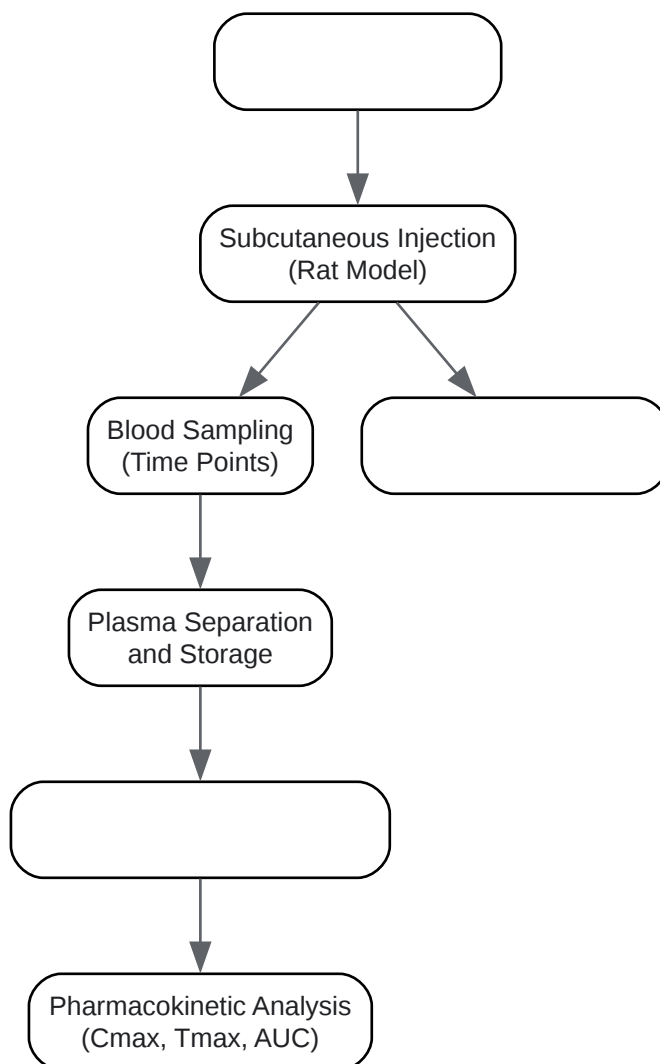 Subcutaneous Injection
(Rat Model)
Blood Sampling
(Time Points)
Plasma Separation
and Storage
Pharmacokinetic Analysis
(Cmax, Tmax, AUC)